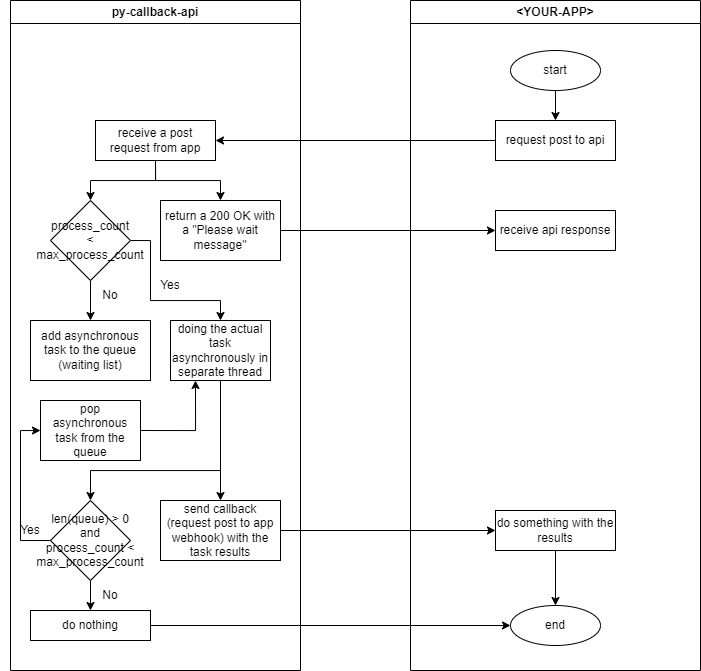 py-callback-api
<YOUR-APP>
start
receive a post
request from app
request post to api
process_count
<
max_process_count
return a 200 OK with
a "Please wait
message"
receive api response
No
Yes
add asynchronous
task to the queue
(waiting list)
doing the actual
task
asynchronously in
separate thread
pop
asynchronous
task from the
queue
len(queue) > 0
and
process_count <
max_process_count
Yes
send callback
(request post to app
webhook) with the
task results
do something with the
results
No
do nothing
end